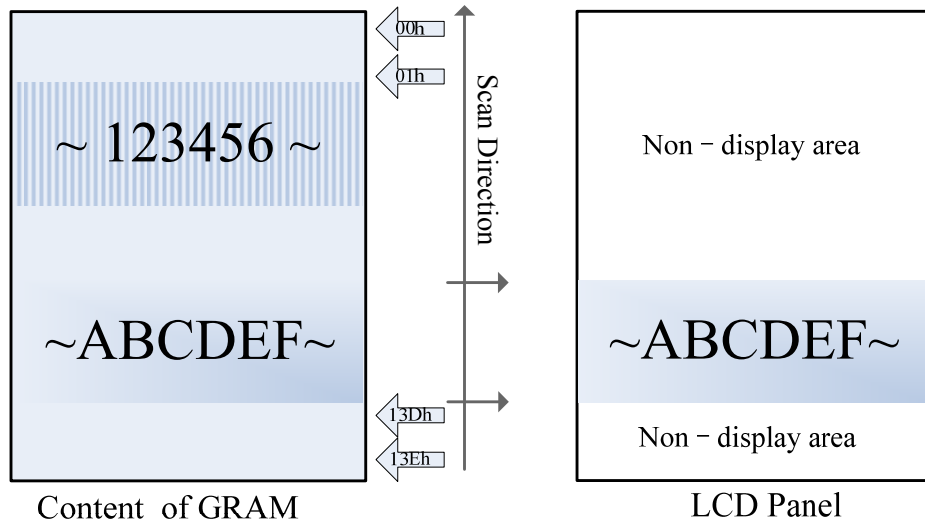 00h
01h
~ 123456 ~
Scan Direction
Non - display area
~ABCDEF~
~ABCDEF~
13Dh
13Eh
Non - display area
Content of GRAM
LCD Panel